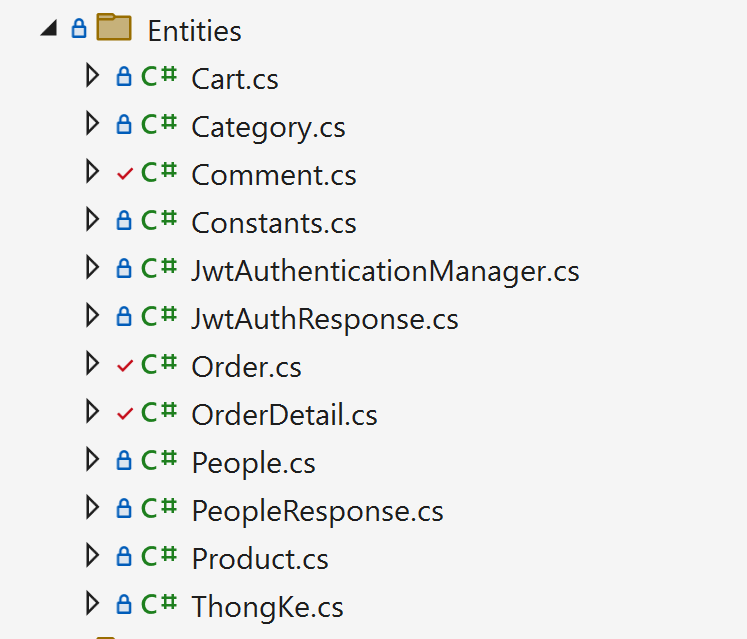 Entities
C# Cart.cs
C# Category.cs
C# Comment.cs
C# Constants.cs
C# JwtAuthenticationManager.cs
C# JwtAuthResponse.cs
C# Order.cs
C# OrderDetail.cs
C# People.cs
C# PeopleResponse.cs
C# Product.cs
C# ThongKe.cs